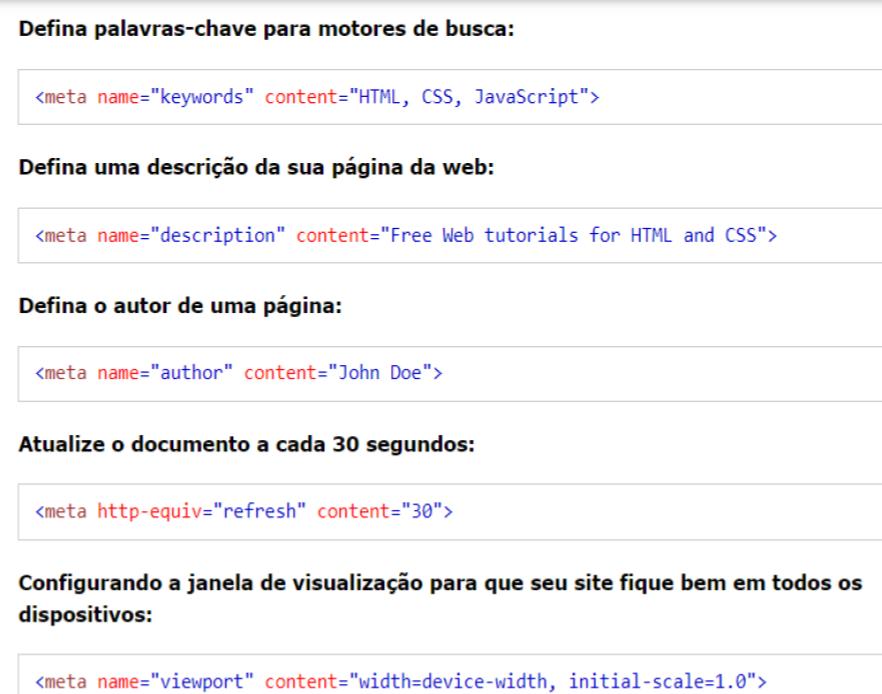 Defina palavras-chave para motores de busca:
<meta name="keywords" content="HTML, CSS, JavaScript">
Defina uma descrição da sua página da web:
<meta name="description" content="Free Web tutorials for HTML and CSS">
Defina o autor de uma página:
<meta name="author" content="John Doe">
Atualize o documento a cada 30 segundos:
<meta http-equiv="refresh" content="30">
Configurando a janela de visualização para que seu site fique bem em todos os
dispositivos:
<meta name="viewport" content="width=device-width, initial-scale=1.0">